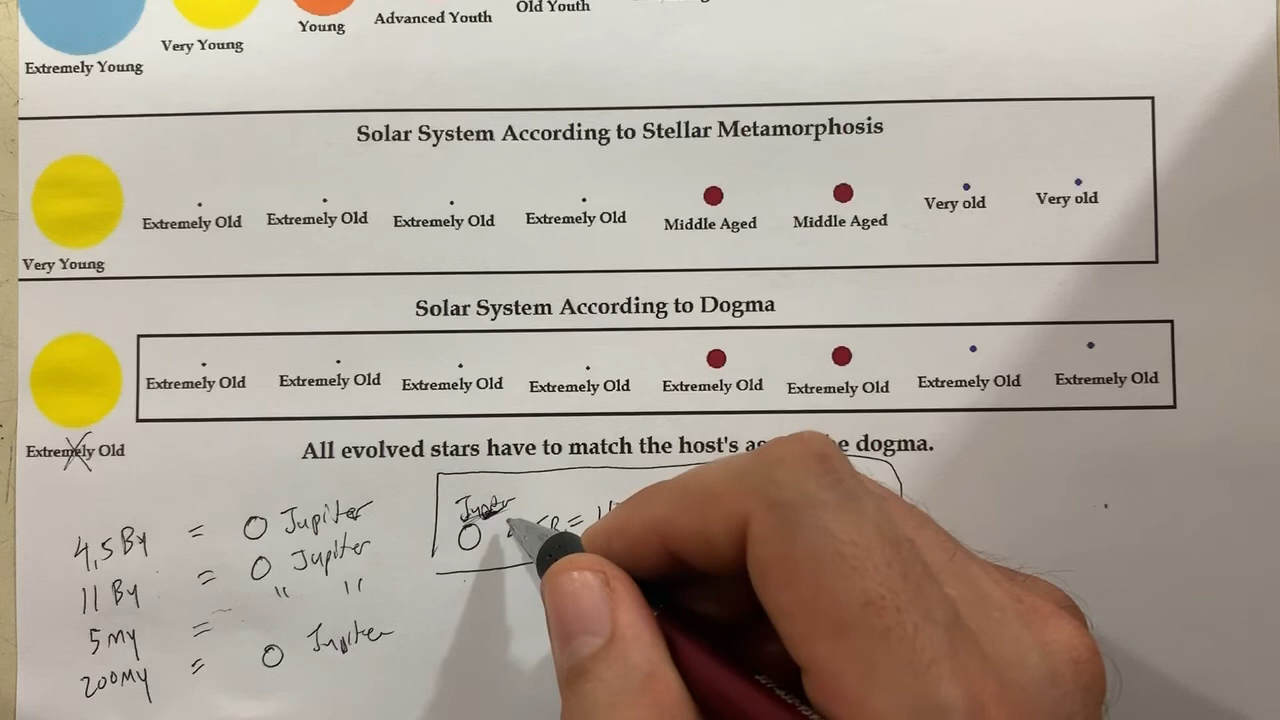 Old Youth
Advanced Youth
Young
Very Young
Extremely Young
Solar System According to Stellar Metamorphosis
Extremely Old Extremely Old Extremely Old Extremely Old Middle Aged Middle Aged Very old Very old
Very Young
Solar System According to Dogma
Extremely Old Extremely Old Extremely Old Extremely Old Extremely Old Extremely Old Extremely Old Extremely Old
Extremely Old
All evolved stars have to match the host's dogma.
4,5 By = O Jupiter
11 By = O Jupiter
5 my = " "
200 my = O Jupiter
Jupiter
O